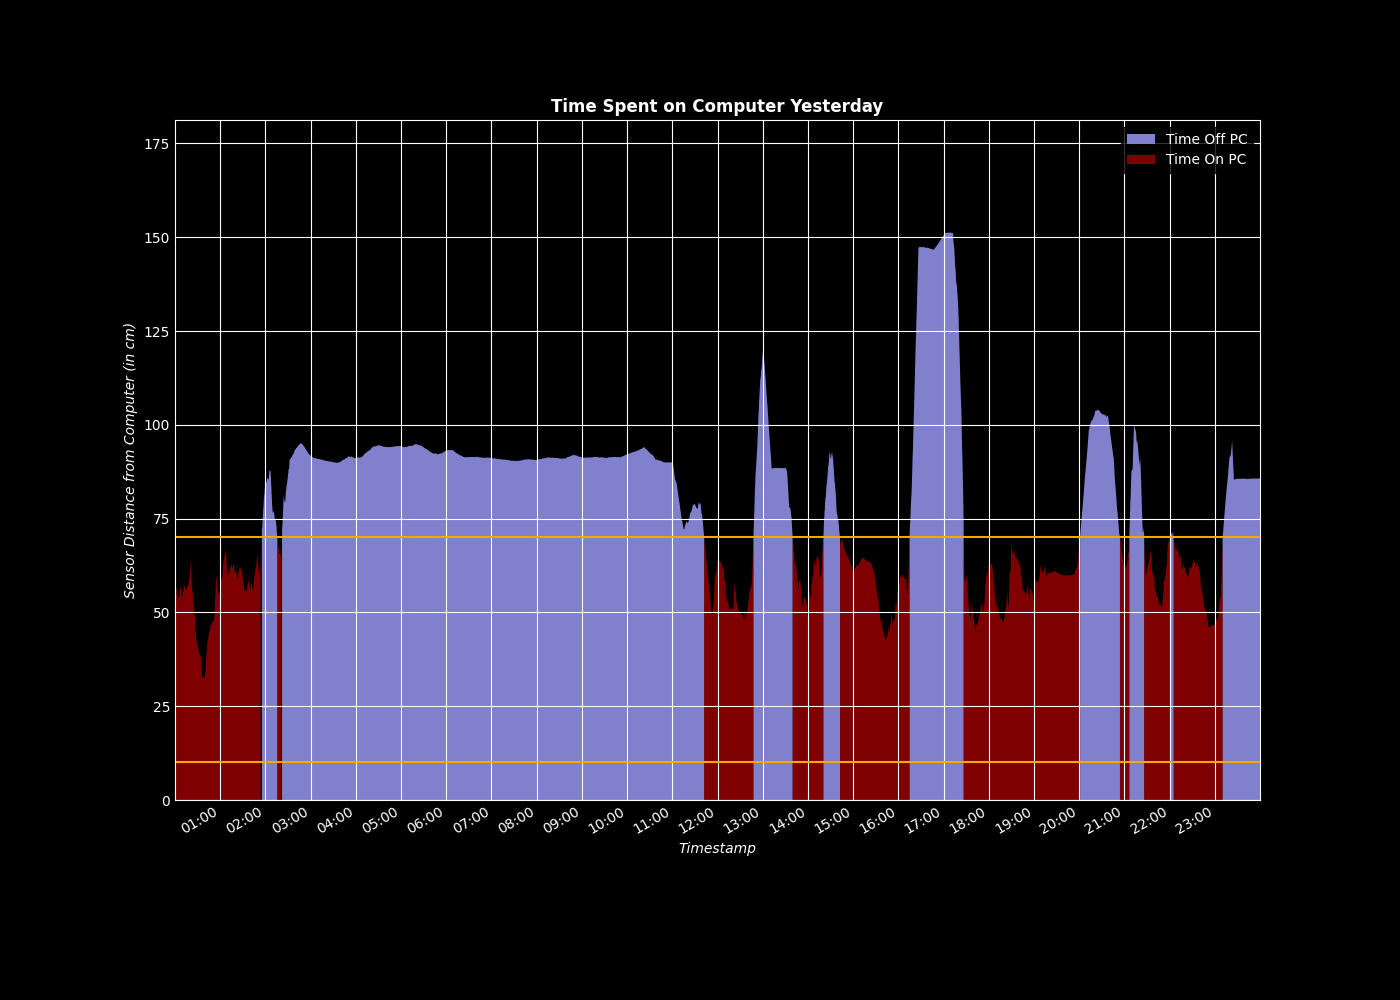 Time Spent on Computer Yesterday
Time Off PC
Time On PC
175
150
125
100
75
50
25
0
Sensor Distance from Computer (in cm)
01:00 02:00 03:00 04:00 05:00 06:00 07:00 08:00 09:00 10:00 11:00 12:00 13:00 14:00 15:00 16:00 17:00 18:00 19:00 20:00 21:00 22:00 23:00
Timestamp